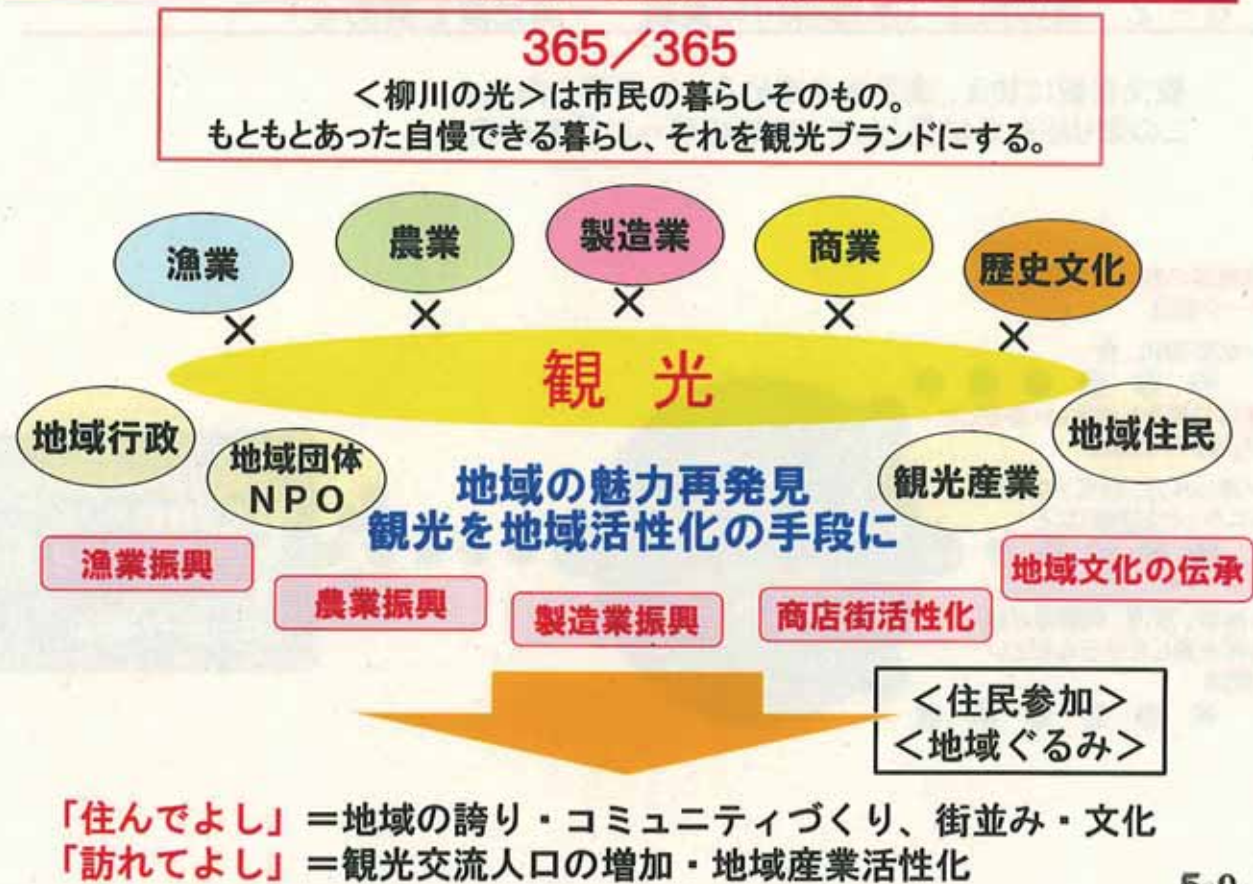 365／365
＜柳川の光＞は市民の暮らしそのもの。
もともとあった自慢できる暮らし、それを観光ブランドにする。
漁業
農業
製造業
商業
歴史文化
×
×
×
×
×
観 光
地域行政
地域団体
NPO
地域の魅力再発見
観光を地域活性化の手段に
観光産業
地域住民
漁業振興
農業振興
製造業振興
商店街活性化
地域文化の伝承
＜住民参加＞
＜地域ぐるみ＞
「住んでよし」＝地域の誇り・コミュニティづくり、街並み・文化
「訪れてよし」＝観光交流人口の増加・地域産業活性化